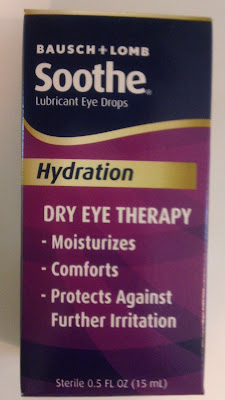 BAUSCH + LOMB
Soothe®
Lubricant Eye Drops
Hydration
DRY EYE THERAPY
- Moisturizes
- Comforts
- Protects Against
Further Irritation
Sterile 0.5 FL OZ (15 mL)